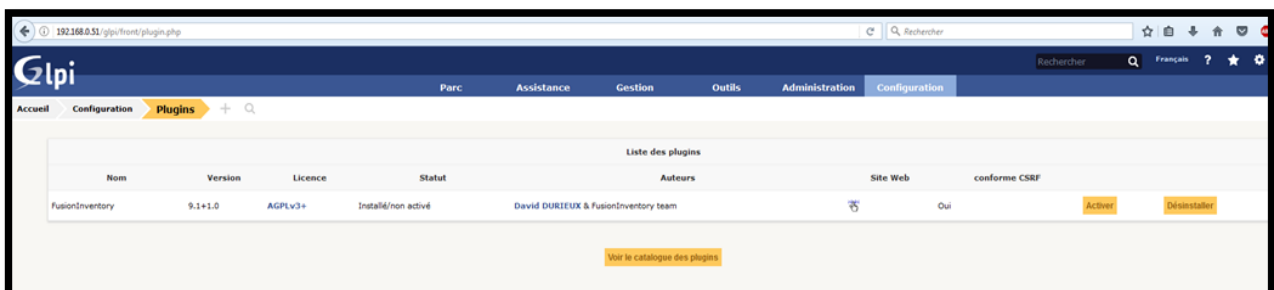 192.168.0.51/glpi/front/plugin.php
Rechercher
Glpi
Rechercher
Français ?
Parc Assistance Gestion Outils Administration Configuration
Accueil Configuration Plugins
Liste des plugins
Nom Version Licence Statut Auteurs Site Web conforme CSRF
FusionInventory 9.1+1.0 AGPLv3+ Installé/non activé David DURIEUX & FusionInventory team Oui Activer Désinstaller
Voir le catalogue des plugins